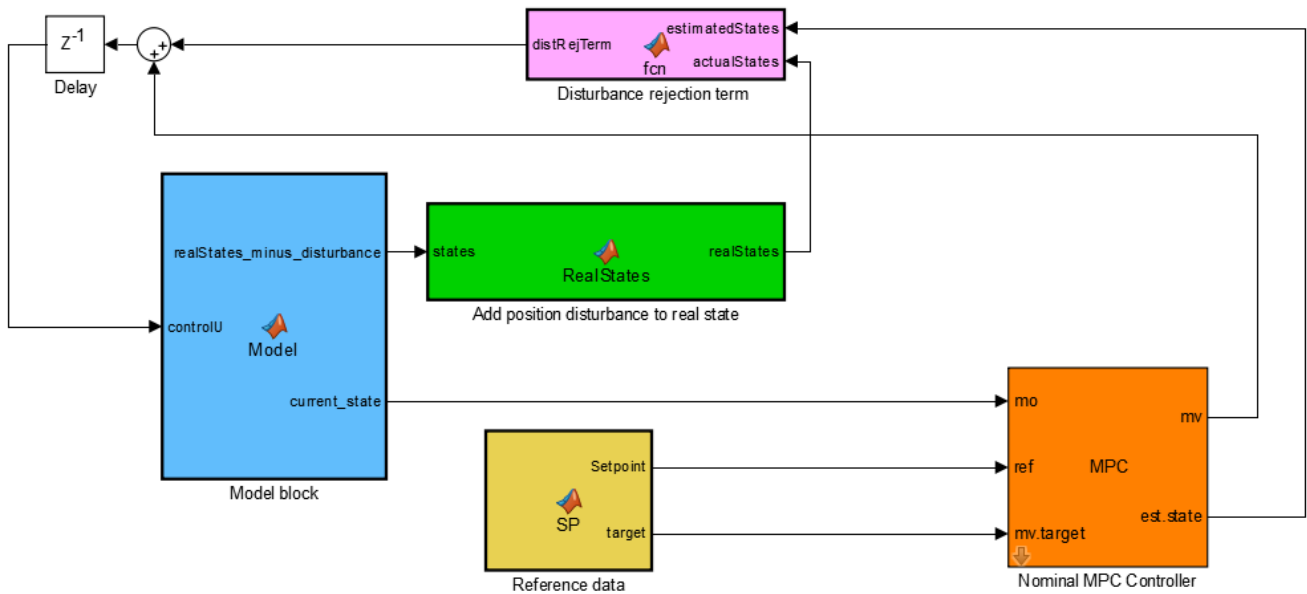 Z-1
Delay
+
+
distRejTerm
fcn
estimatedStates
actualStates
Disturbance rejection term
realStates_minus_disturbance
controlU
Model
current_state
Model block
states
RealStates
realStates
Add position disturbance to real state
Setpoint
SP
target
Reference data
mo
ref
mv.target
MPC
mv
est.state
Nominal MPC Controller